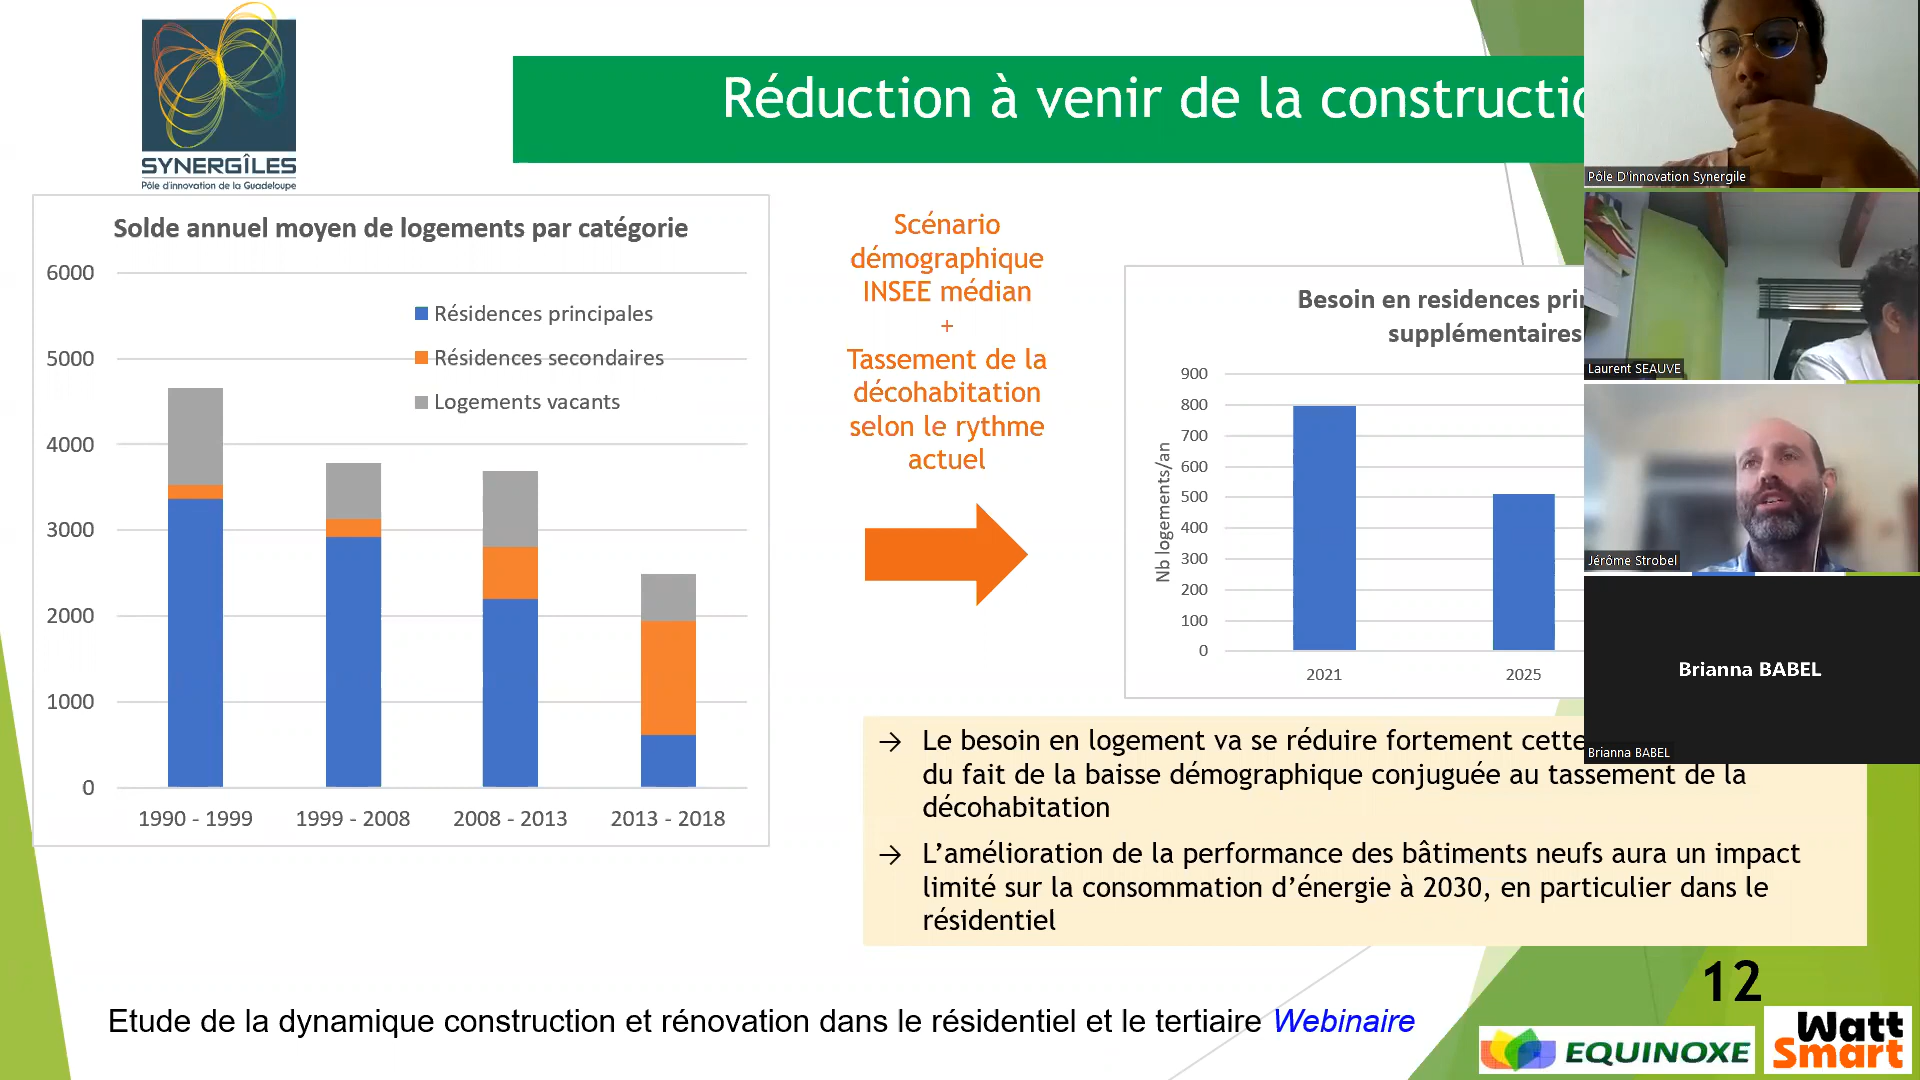 SYNERGÎLES
Pôle d'innovation de la Guadeloupe
Réduction à venir de la constructio
Solde annuel moyen de logements par catégorie
6000
5000
4000
3000
2000
1000
0
Résidences principales
Résidences secondaires
Logements vacants
1990 - 1999
1999 - 2008
2008 - 2013
2013 - 2018
Scénario
démographique
INSEE médian
+
Tassement de la
décohabitation
selon le rythme
actuel
Besoin en residences prin
supplémentaires
Nb logements/an
900
800
700
600
500
400
300
200
100
0
2021
2025
→ Le besoin en logement va se réduire fortement cette
du fait de la baisse démographique conjuguée au tassement de la
décohabitation
→ L'amélioration de la performance des bâtiments neufs aura un impact
limité sur la consommation d'énergie à 2030, en particulier dans le
résidentiel
Pôle D'innovation Synergile
Laurent SEAUVE
Jérôme Strobel
Brianna BABEL
Brianna BABEL
12
Etude de la dynamique construction et rénovation dans le résidentiel et le tertiaire Webinaire
EQUINOXE
Watt
Smart